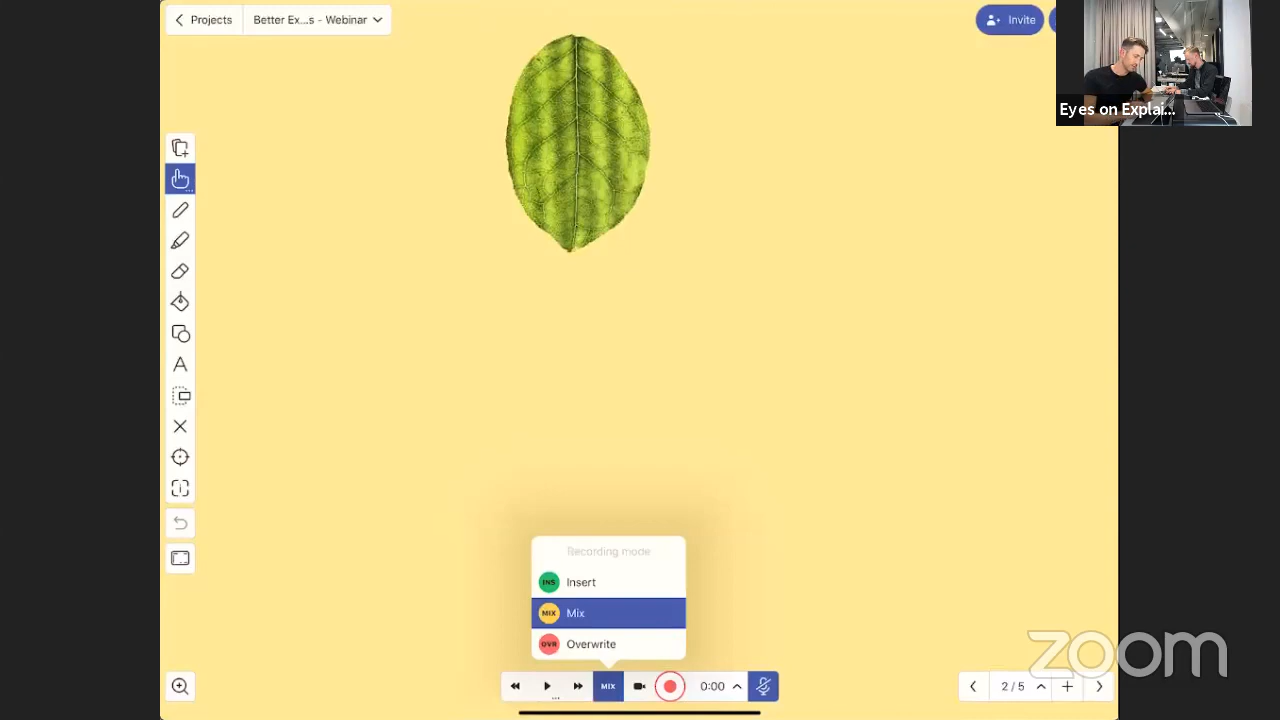 Projects
Better Ex...s - Webinar
Invite
Eyes on Explai...
A
Recording mode
INS Insert
MIX Mix
OVR Overwrite
MIX
0:00
2 / 5
zoom